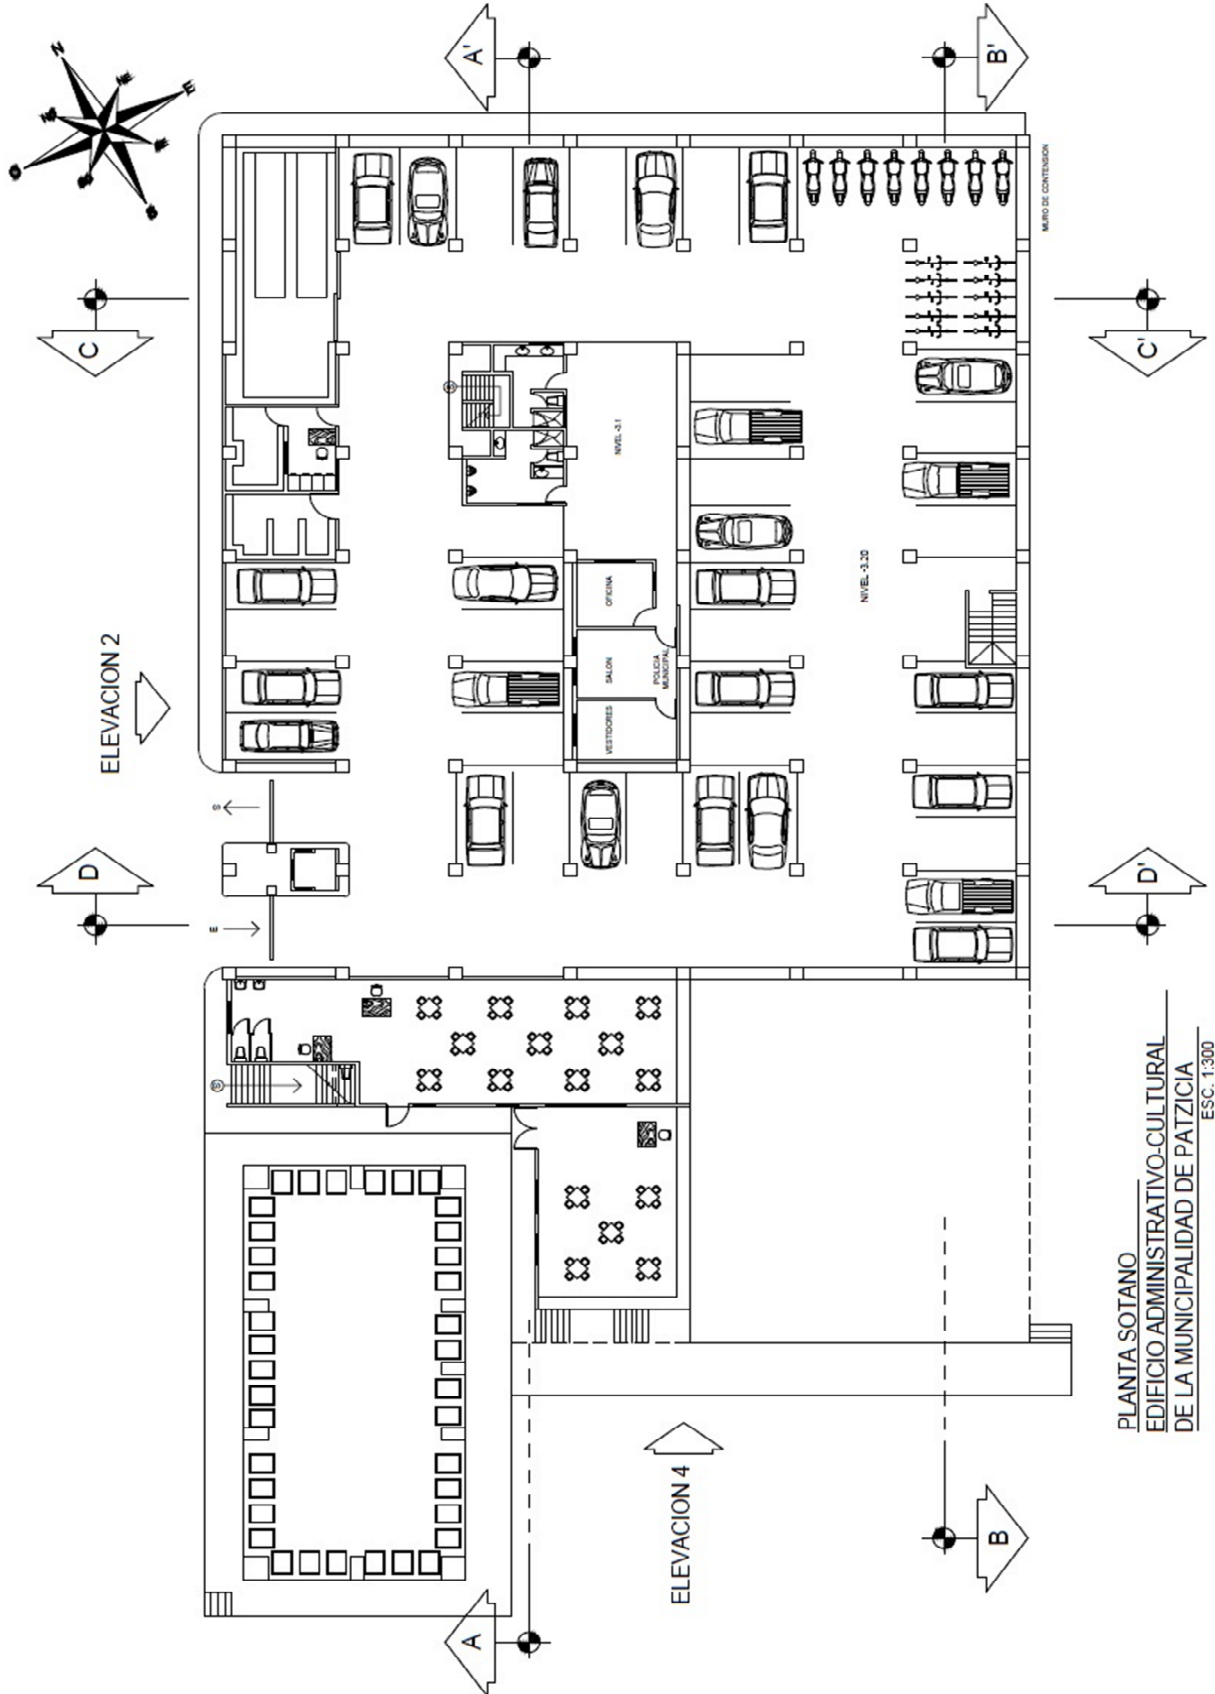 N
E
O
A'
B'
MURO DE CONTENSION
C
C'
S
NIVEL -3.1
NIVEL -3.20
OFICINA
SALON
POLICIA
MUNICIPAL
VESTIDORES
ELEVACION 2
S
D
D'
E
S
ELEVACION 4
A
B
PLANTA SOTANO
EDIFICIO ADMINISTRATIVO-CULTURAL
DE LA MUNICIPALIDAD DE PATZICIA
ESC. 1:300